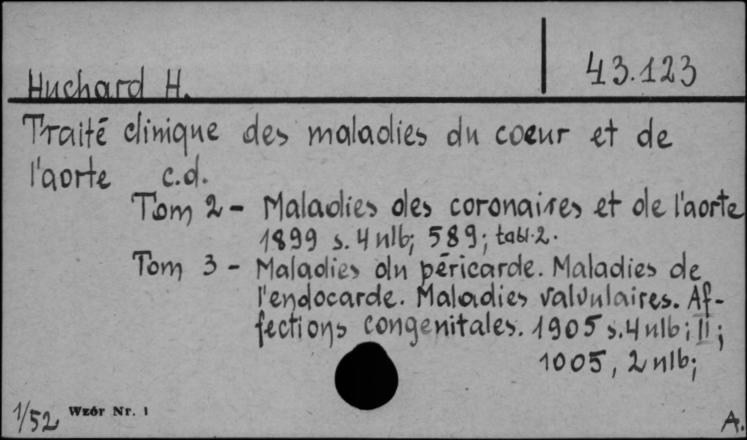 43.123
Huchard H.
Traité clinique des maladies du coeur et de
l'aorte c.d.
Tom 2 - Maladies des coronaires et de l'aorte
1899 s. 4 nlb; 589; tabl. 2.
Tom 3 - Maladies du péricarde. Maladies de
l'endocarde. Maladies valvulaires. Af-
fections congenitales. 1905 s. 4 nlb; II;
1005, 2 nlb;
1/52 Wzór Nr. 1
A.